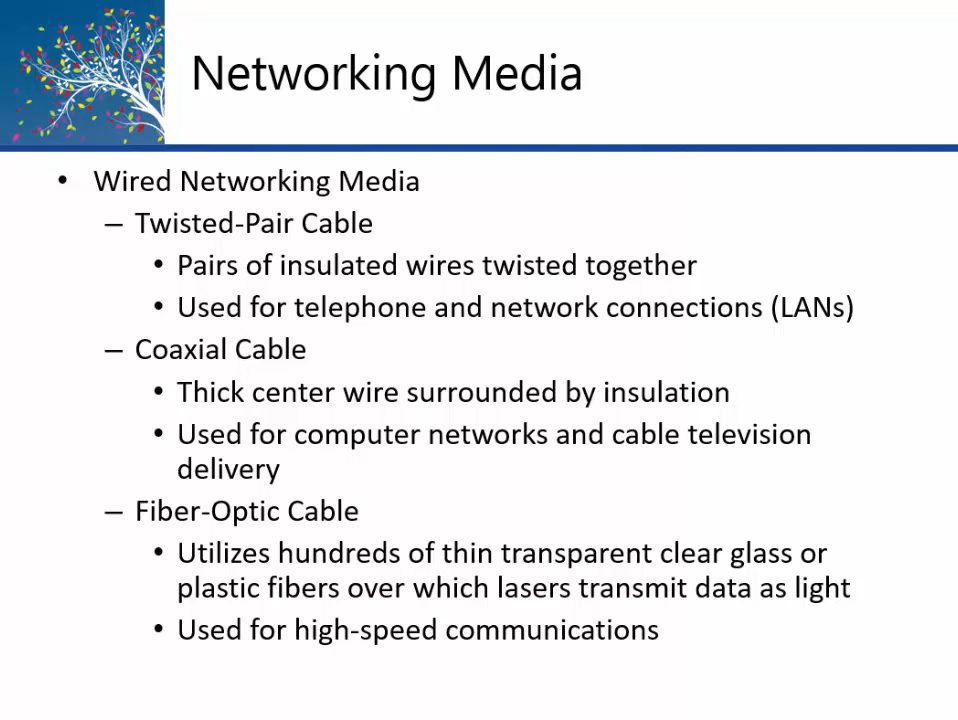 Networking Media
• Wired Networking Media
– Twisted-Pair Cable
• Pairs of insulated wires twisted together
• Used for telephone and network connections (LANs)
– Coaxial Cable
• Thick center wire surrounded by insulation
• Used for computer networks and cable television
delivery
– Fiber-Optic Cable
• Utilizes hundreds of thin transparent clear glass or
plastic fibers over which lasers transmit data as light
• Used for high-speed communications